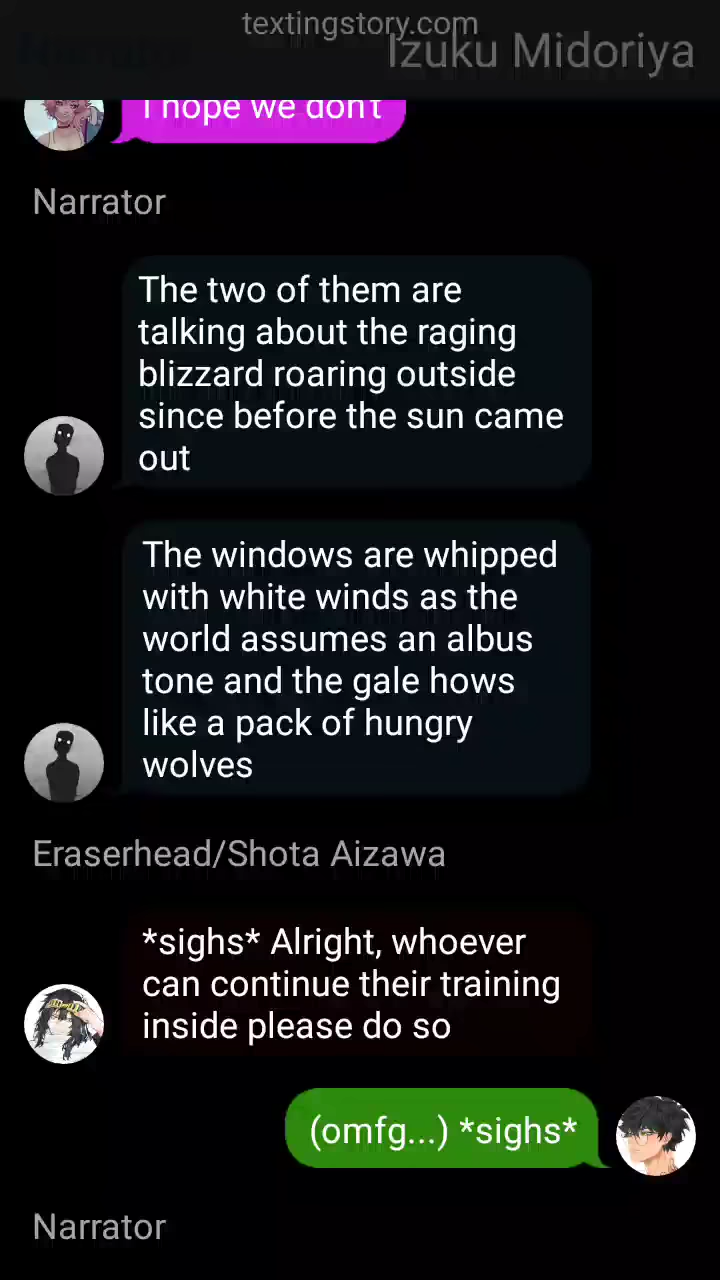 textingstory.com
Izuku Midoriya
I hope we don't
Narrator
The two of them are
talking about the raging
blizzard roaring outside
since before the sun came
out
The windows are whipped
with white winds as the
world assumes an albus
tone and the gale hows
like a pack of hungry
wolves
Eraserhead/Shota Aizawa
*sighs* Alright, whoever
can continue their training
inside please do so
(omfg...) *sighs*
Narrator